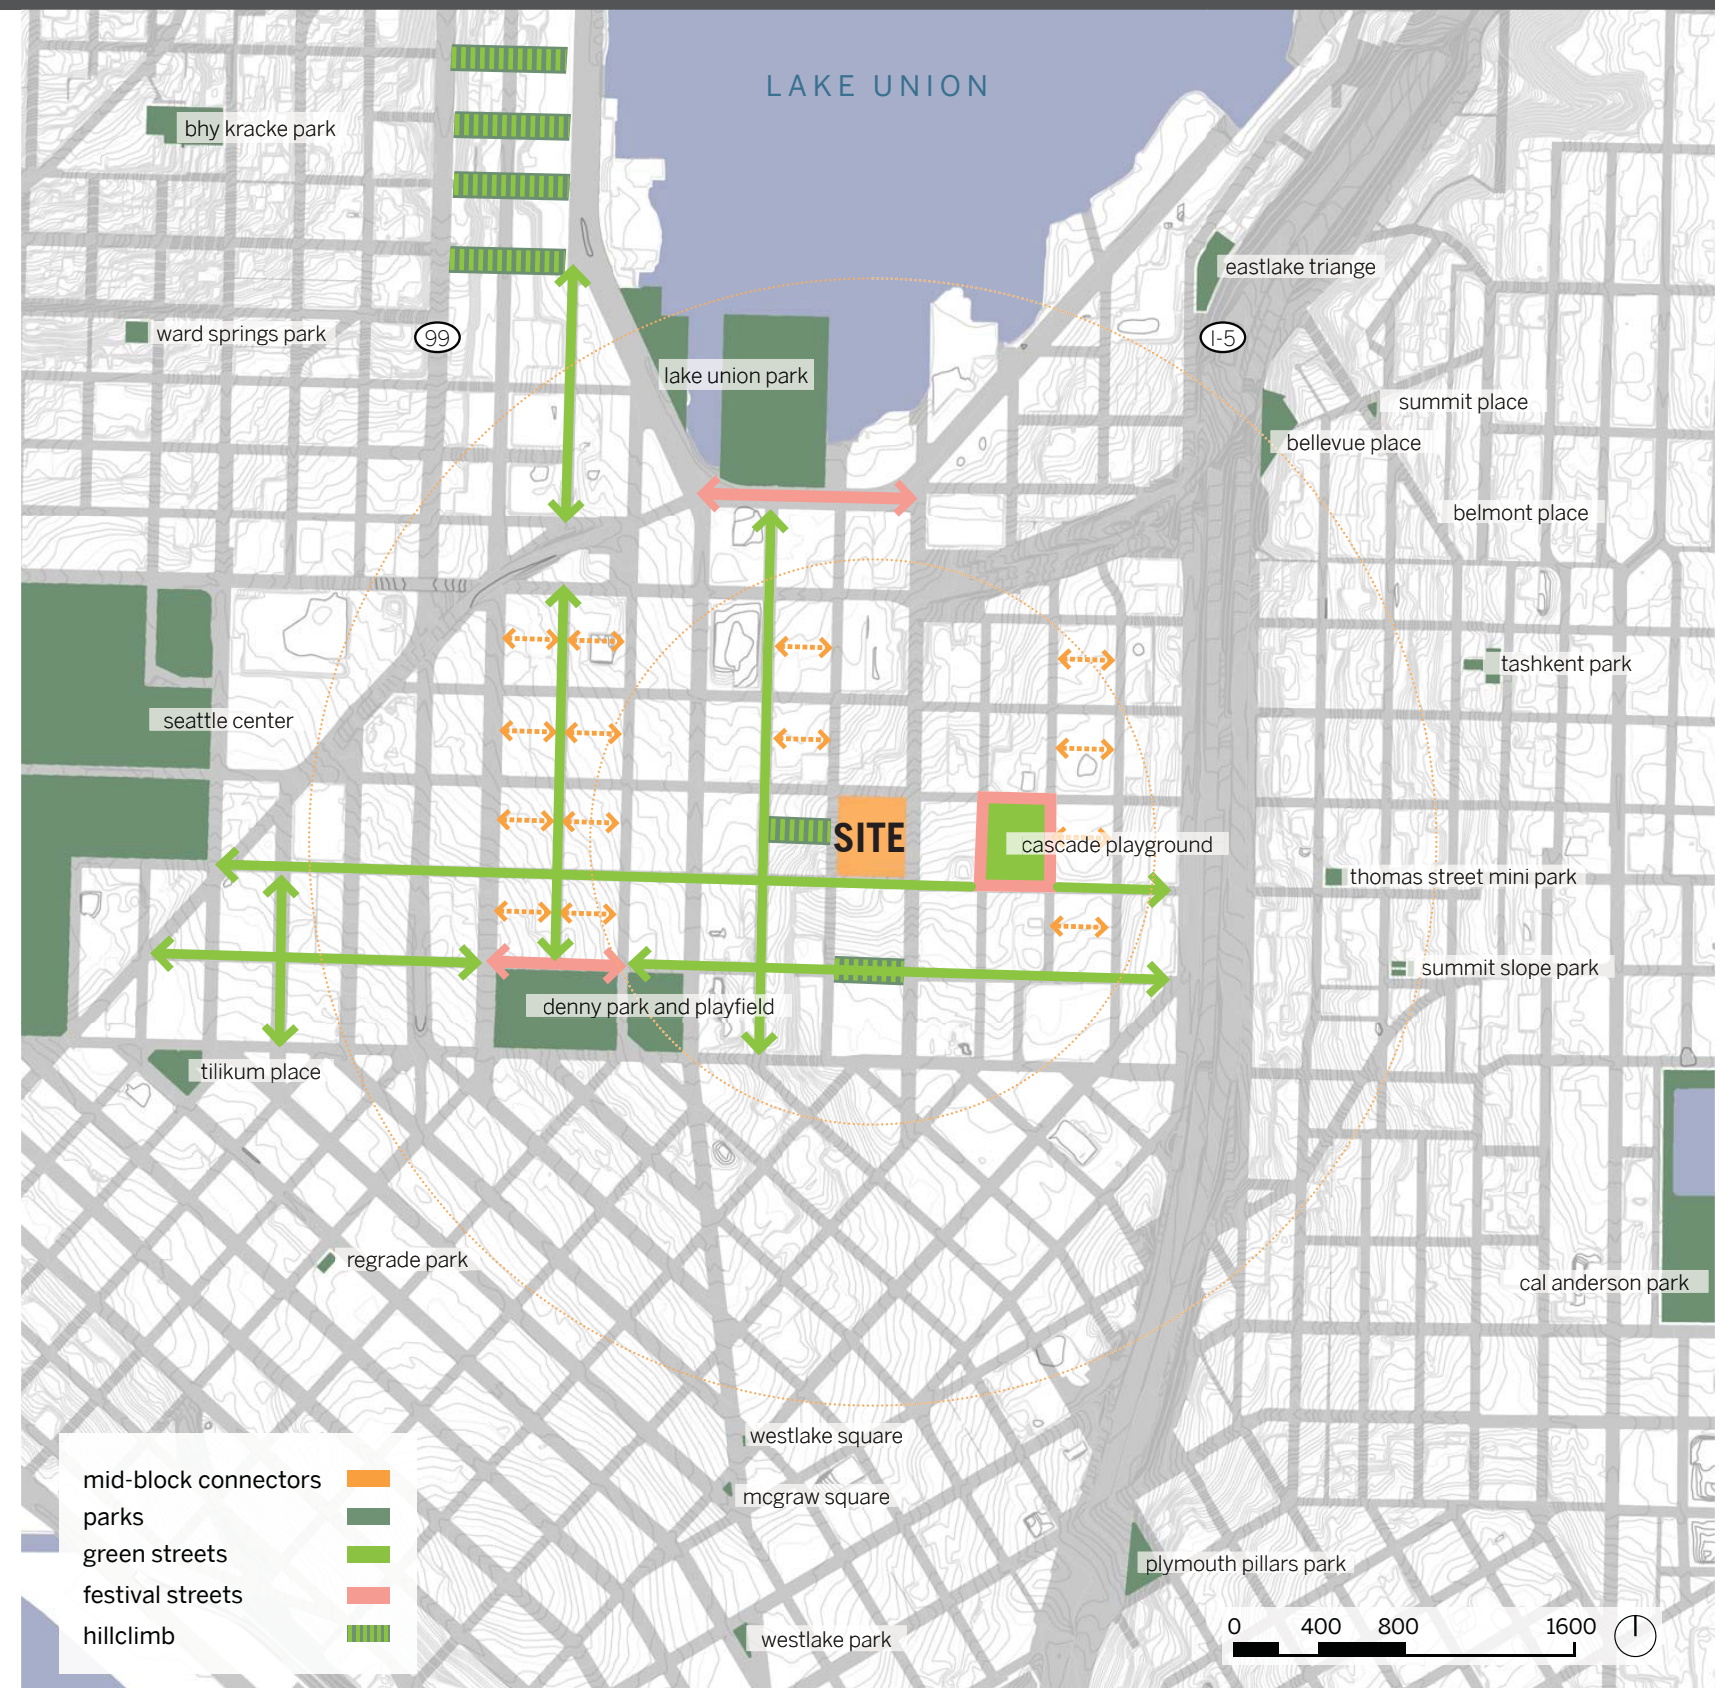 LAKE UNION
bhy kracke park
eastlake triange
ward springs park
99
I-5
lake union park
summit place
bellevue place
belmont place
tashkent park
seattle center
SITE
cascade playground
thomas street mini park
summit slope park
denny park and playfield
tilikum place
regrade park
cal anderson park
westlake square
mcgraw square
plymouth pillars park
westlake park
mid-block connectors
parks
green streets
festival streets
hillclimb
0 400 800 1600